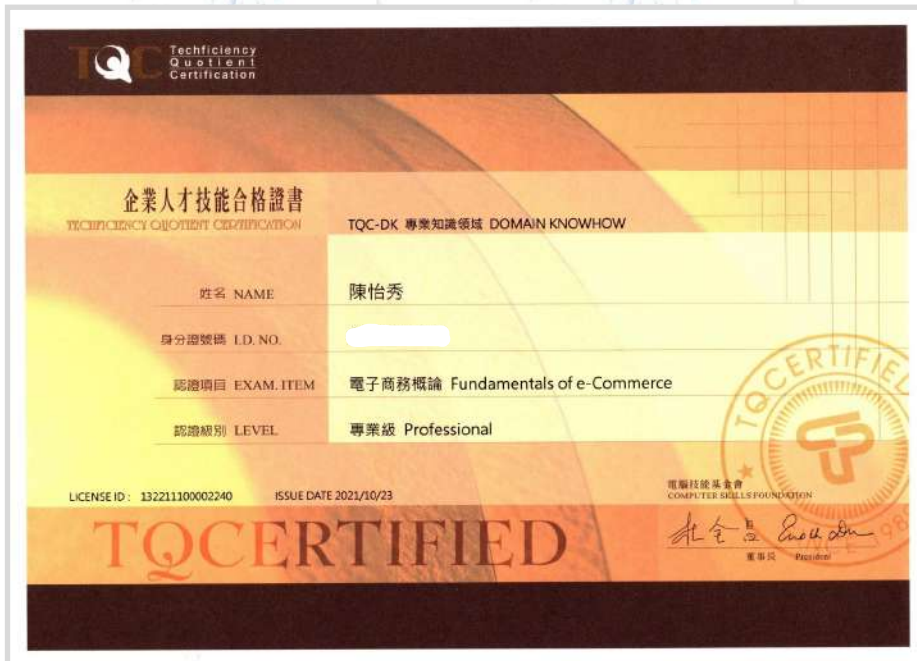 TQC Techficiency
Quotient
Certification
企業人才技能合格證書
TECHFICIENCY QUOTIENT CERTIFICATION
TQC-DK 專業知識領域 DOMAIN KNOWHOW
姓名 NAME 陳怡秀
身分證號碼 I.D. NO.
認證項目 EXAM. ITEM 電子商務概論 Fundamentals of e-Commerce
認證級別 LEVEL 專業級 Professional
LICENSE ID : 132211100002240 ISSUE DATE 2021/10/23
電腦技能基金會
COMPUTER SKILLS FOUNDATION
TQCERTIFIED
董事長 President
TQCERTIFIED